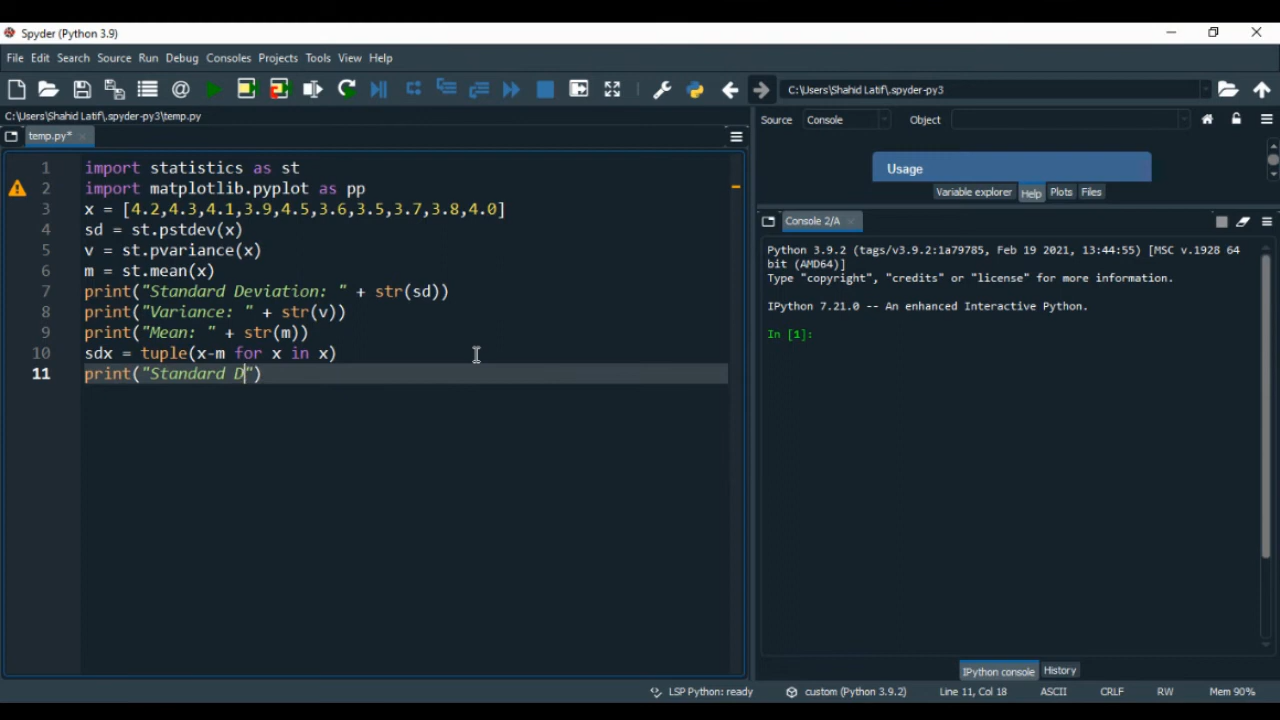 Spyder (Python 3.9)
File Edit Search Source Run Debug Consoles Projects Tools View Help
C:\Users\Shahid Latif\.spyder-py3
C:\Users\Shahid Latif\.spyder-py3\temp.py
temp.py*
1 import statistics as st
2 import matplotlib.pyplot as pp
3 x = [4.2,4.3,4.1,3.9,4.5,3.6,3.5,3.7,3.8,4.0]
4 sd = st.pstdev(x)
5 v = st.pvariance(x)
6 m = st.mean(x)
7 print("Standard Deviation: " + str(sd))
8 print("Variance: " + str(v))
9 print("Mean: " + str(m))
10 sdx = tuple(x-m for x in x)
11 print("Standard D")
Source Console Object
Usage
Variable explorer Help Plots Files
Console 2/A
Python 3.9.2 (tags/v3.9.2:1a79785, Feb 19 2021, 13:44:55) [MSC v.1928 64
bit (AMD64)]
Type "copyright", "credits" or "license" for more information.
IPython 7.21.0 -- An enhanced Interactive Python.
In [1]:
IPython console History
LSP Python: ready custom (Python 3.9.2) Line 11, Col 18 ASCII CRLF RW Mem 90%